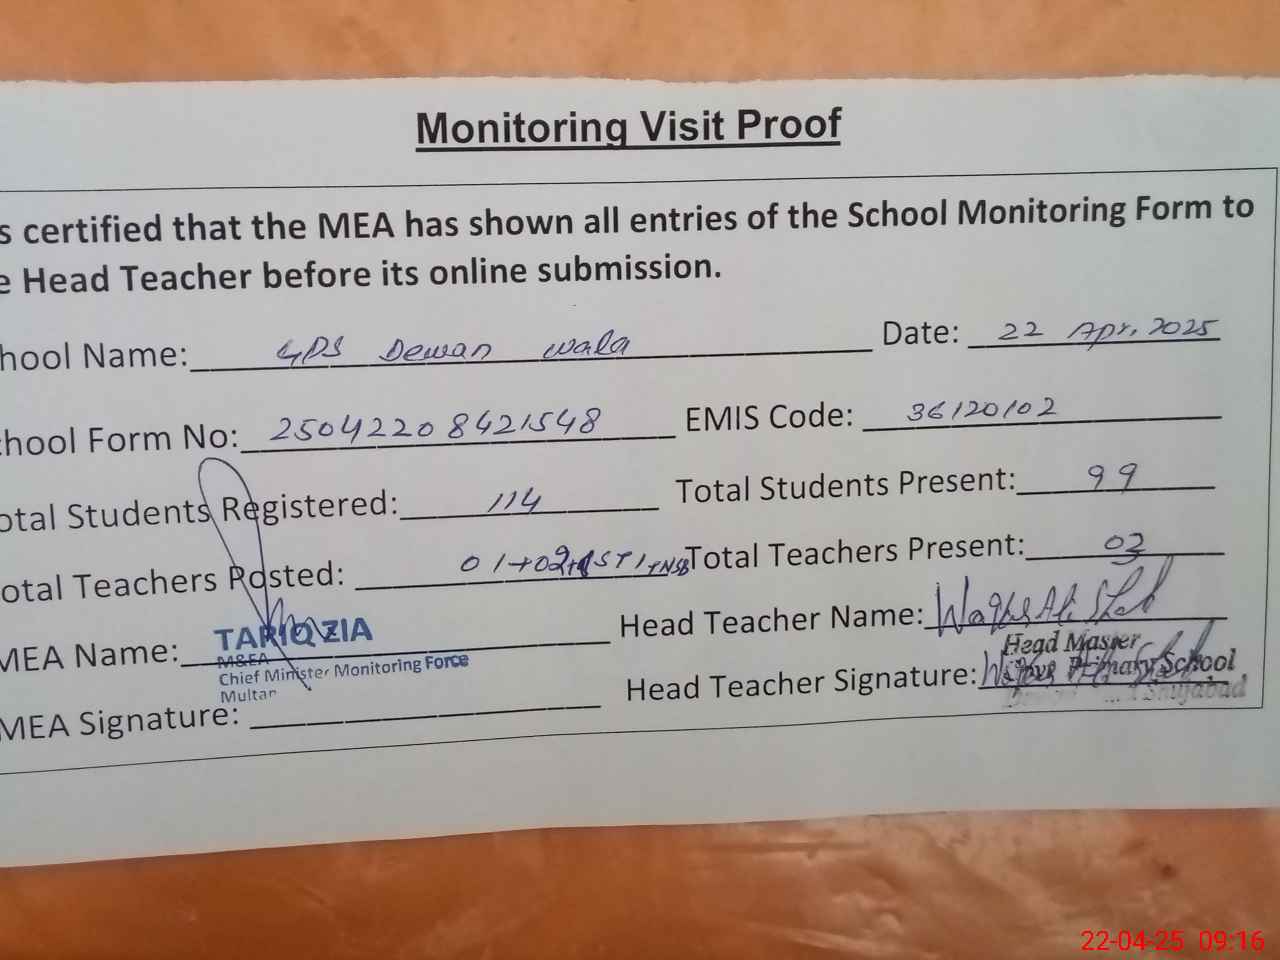 Monitoring Visit Proof
s certified that the MEA has shown all entries of the School Monitoring Form to
e Head Teacher before its online submission.
hool Name: GPS Dewan wala Date: 22 Apr, 2025
chool Form No: 25042208421548 EMIS Code: 36120102
otal Students Registered: 114 Total Students Present: 99
otal Teachers Posted: 01+02+1STI+NSB Total Teachers Present: 03
MEA Name: TARIQ ZIA Head Teacher Name:
M&EA
Chief Minister Monitoring Force
Multan
Head Master
Primary School
Shujabad
MEA Signature: Head Teacher Signature:
22-04-25 09:16